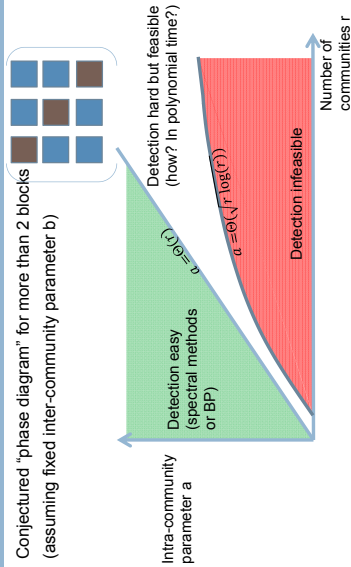 Conjectured “phase diagram” for more than 2 blocks
(assuming fixed inter-community parameter b)
Intra-community
parameter a
Detection easy
(spectral methods
or BP)
a=Θ(r)
Detection hard but feasible
(how? In polynomial time?)
a=Θ(√r log(r))
Detection infeasible
Number of
communities r